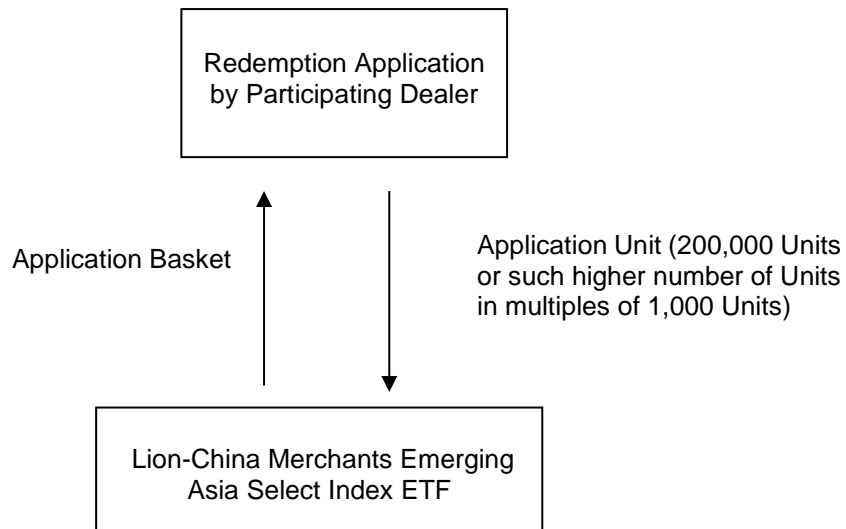 Redemption Application
by Participating Dealer
Application Basket
Application Unit (200,000 Units
or such higher number of Units
in multiples of 1,000 Units)
Lion-China Merchants Emerging
Asia Select Index ETF